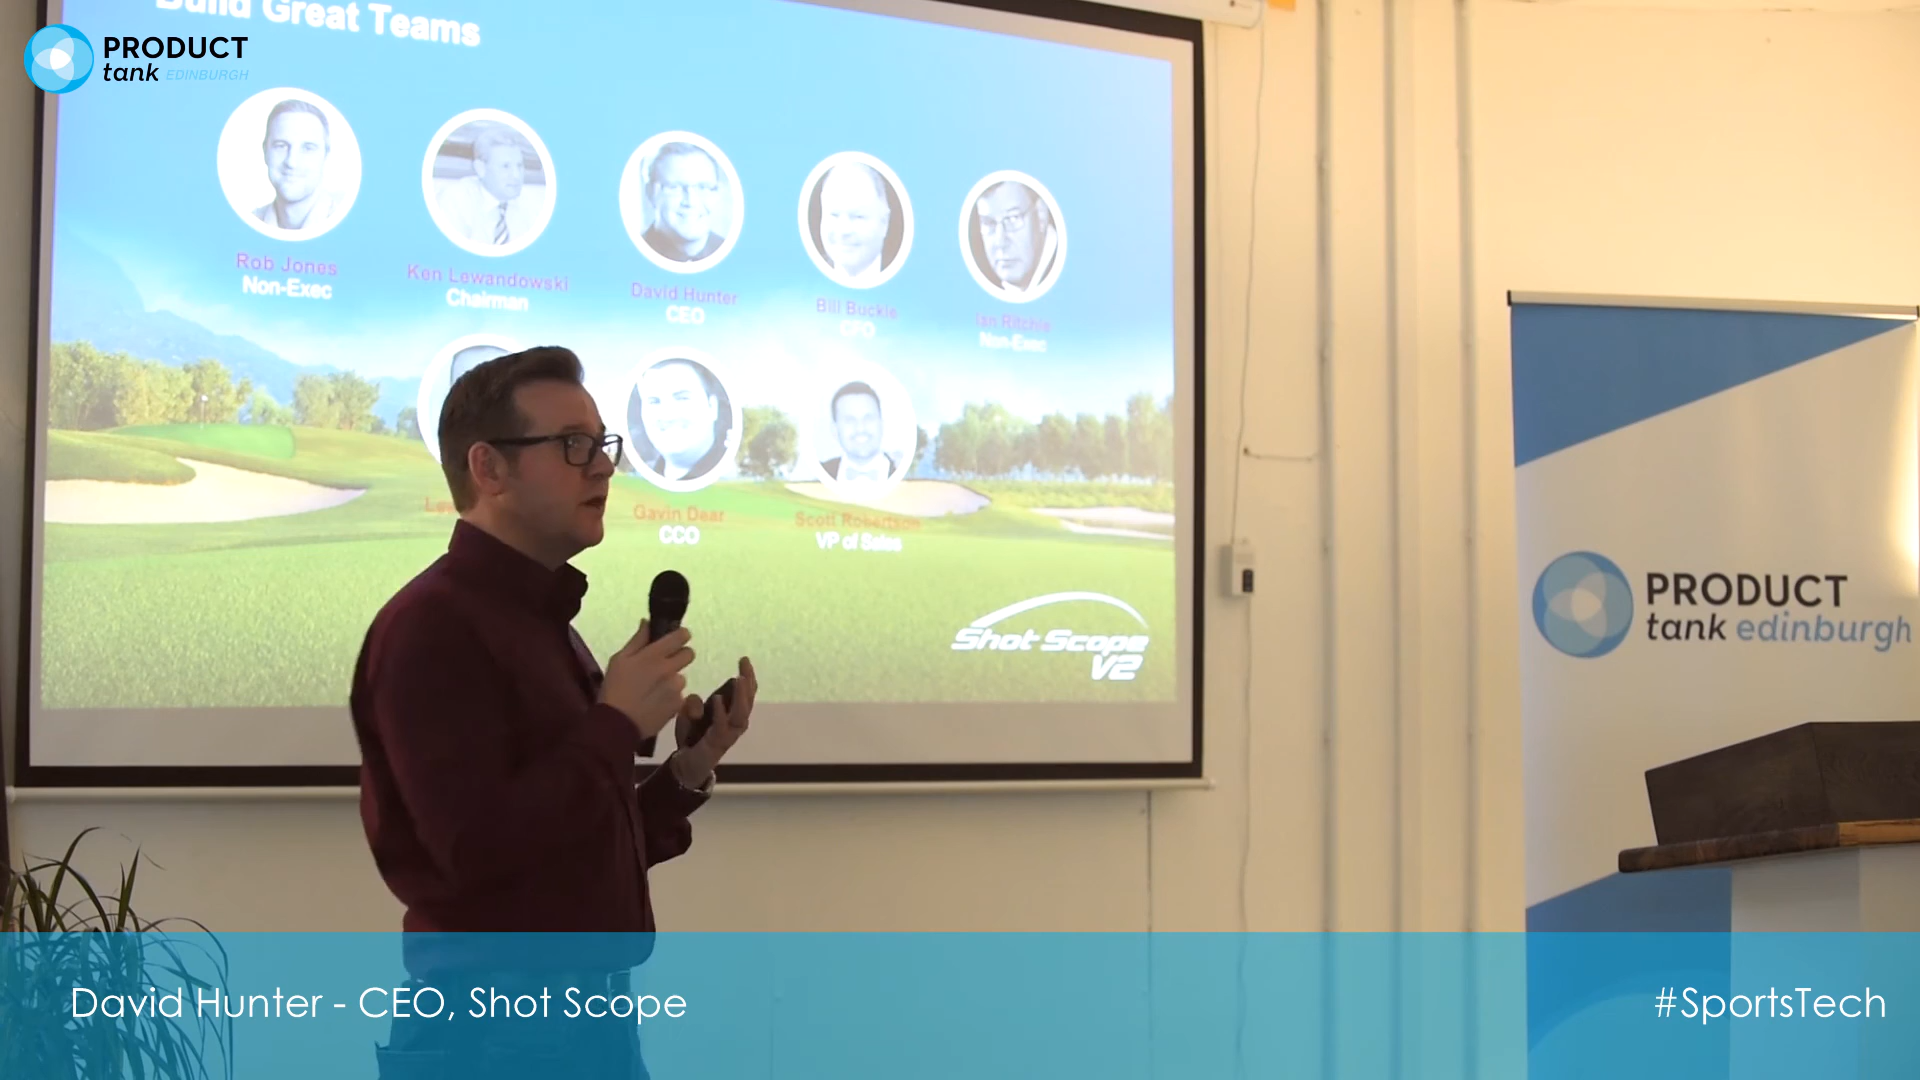 Build Great Teams
PRODUCT
tank EDINBURGH
Rob Jones
Non-Exec
Ken Lewandowski
Chairman
David Hunter
CEO
Bill Buckle
CFO
Ian Ritchie
Non-Exec
Gavin Dear
CCO
Scott Robertson
VP of Sales
Shot Scope
V2
PRODUCT
tank edinburgh
David Hunter - CEO, Shot Scope
#SportsTech